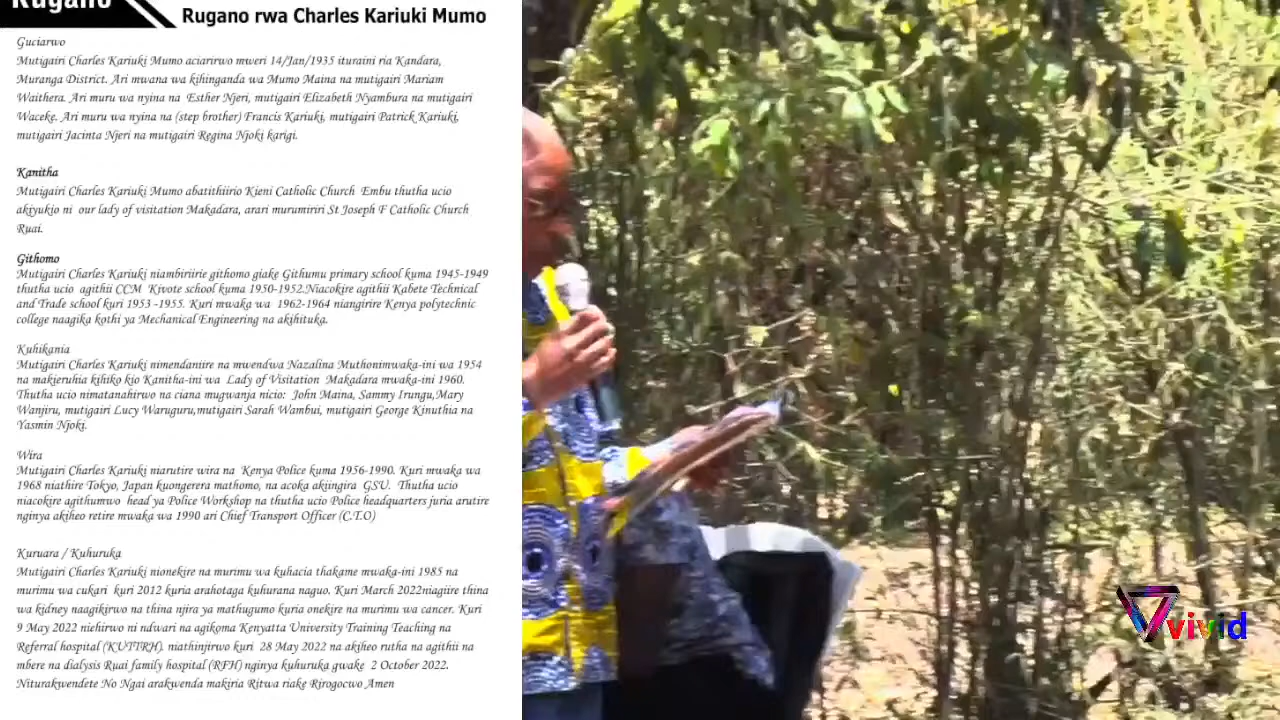 Rugano
Rugano rwa Charles Kariuki Mumo
Guciarwo
Mutigairi Charles Kariuki Mumo aciarirwo mweri 14/Jan/1935 ituraini ria Kandara,
Muranga District. Ari mwana wa kihinganda wa Mumo Maina na mutigairi Mariam
Waithera. Ari muru wa nyina na Esther Njeri, mutigairi Elizabeth Nyambura na mutigairi
Waceke. Ari muru wa nyina na (step brother) Francis Kariuki, mutigairi Patrick Kariuki,
mutigairi Jacinta Njeri na mutigairi Regina Njoki karigi.
Kanitha
Mutigairi Charles Kariuki Mumo abatithiirio Kieni Catholic Church Embu thutha ucio
akiyukio ni our lady of visitation Makadara, arari murumiriri St Joseph F Catholic Church
Ruai.
Githomo
Mutigairi Charles Kariuki niambiriirie githomo giake Githumu primary school kuma 1945-1949
thutha ucio agithii CCM Kivote school kuma 1950-1952.Niacokire agithii Kabete Technical
and Trade school kuri 1953 -1955. Kuri mwaka wa 1962-1964 niangirire Kenya polytechnic
college naagika kothi ya Mechanical Engineering na akihituka.
Kuhikania
Mutigairi Charles Kariuki nimendaniire na mwendwa Nazalina Muthonimwaka-ini wa 1954
na makieruhia kihiko kio Kanitha-ini wa Lady of Visitation Makadara mwaka-ini 1960.
Thutha ucio nimatanahirwo na ciana mugwanja nicio: John Maina, Sammy Irungu,Mary
Wanjiru, mutigairi Lucy Waruguru,mutigairi Sarah Wambui, mutigairi George Kinuthia na
Yasmin Njoki.
Wira
Mutigairi Charles Kariuki niarutire wira na Kenya Police kuma 1956-1990. Kuri mwaka wa
1968 niathire Tokyo, Japan kuongerera mathomo, na acoka akiingira GSU. Thutha ucio
niacokire agithumwo head ya Police Workshop na thutha ucio Police headquarters juria arutire
nginya akiheo retire mwaka wa 1990 ari Chief Transport Officer (C.T.O)
Kuruara / Kuhuruka
Mutigairi Charles Kariuki nionekire na murimu wa kuhacia thakame mwaka-ini 1985 na
murimu wa cukari kuri 2012 kuria arahotaga kuhurana naguo. Kuri March 2022niagiire thina
wa kidney naagikirwo na thina njira ya mathugumo kuria onekire na murimu wa cancer. Kuri
9 May 2022 niehirwo ni ndwari na agikoma Kenyatta University Training Teaching na
Referral hospital (KUTTRH). niathinjirwo kuri 28 May 2022 na akiheo rutha na agithii na
mbere na dialysis Ruai family hospital (RFH) nginya kuhuruka gwake 2 October 2022.
Niturakwendete No Ngai arakwenda makiria Ritwa riake Rirogocwo Amen
vivid